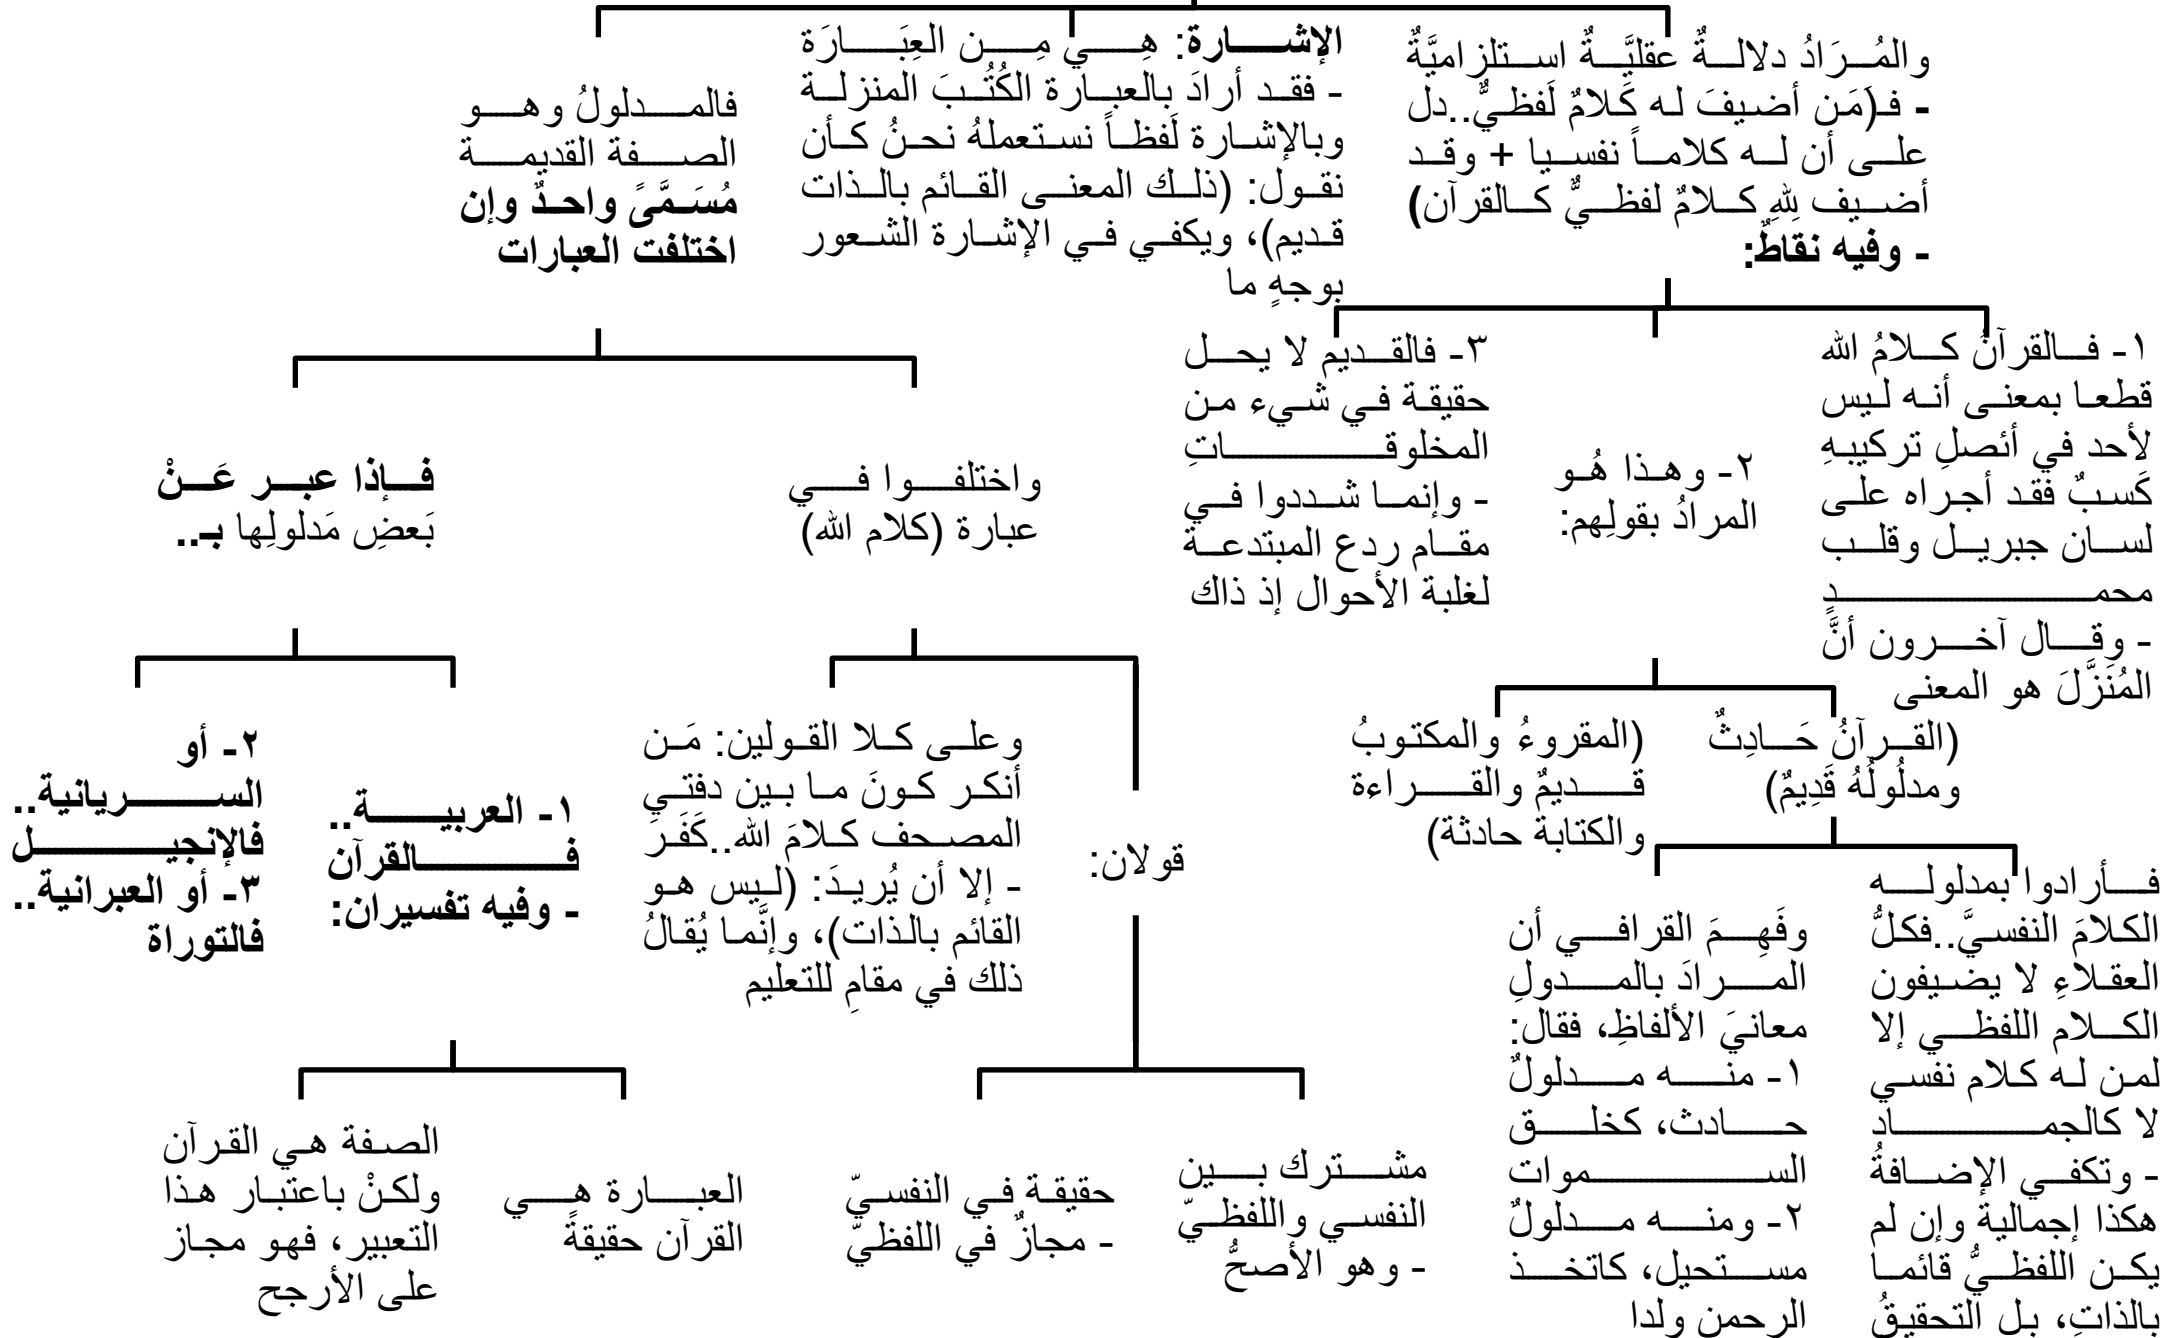 والمُرَادُ دلالةٌ عقليَّةٌ استلزاميَّةٌ
- فـ(مَن أضيفَ له كَلامٌ لَفظيٌّ..دل
على أن له كلاماً نفسيا + وقد
أضيف لِلهِ كلامٌ لفظيٌّ كالقرآن)
- وفيه نقاطٌ:
الإشارة: هِي مِن العِبَارَة
- فقد أرادَ بالعبارة الكُتُبَ المنزلة
وبالإشارة لَفظاً نستعملهُ نحنُ كأن
نقول: (ذلك المعنى القائم بالذات
قديم)، ويكفي في الإشارة الشعور
بوجهٍ ما
فالمدلولُ وهو
الصفة القديمة
مُسَمَّىً واحدٌ وإن
اختلفت العبارات
١- فالقرآنُ كلامُ الله
قطعا بمعنى أنه ليس
لأحد في أئصلِ تركيبهِ
كَسبٌ فقد أجراه على
لسان جبريل وقلب
محمدٍ
- وقال آخرون أنَّ
المُنَزَّلَ هو المعنى
٢- وهذا هُو
المرادُ بقولِهم:
٣- فالقديم لا يحل
حقيقة في شيء من
المخلوقاتِ
- وإنما شددوا في
مقام ردع المبتدعة
لغلبة الأحوال إذ ذاك
واختلفوا في
عبارة (كلام الله)
فإذا عبر عَنْ
بَعضِ مَدلولِها بـ..
(القرآنُ حَادِثٌ
ومدلُولُهُ قَدِيمٌ)
(المقروءُ والمكتوبُ
قديمٌ والقراءة
والكتابة حادثة)
قولان:
وعلى كلا القولين: مَن
أنكر كونَ ما بين دفتي
المصحف كلامَ الله..كَفَرَ
- إلا أن يُريدَ: (ليس هو
القائم بالذات)، وإنَّما يُقالُ
ذلك في مقامِ للتعليم
١- العربية..
فالقرآن
- وفيه تفسيران:
٢- أو
السريانية..
فالإنجيل
٣- أو العبرانية..
فالتوراة
فأرادوا بمدلوله
الكلامَ النفسيَّ..فكلُّ
العقلاءِ لا يضيفون
الكلام اللفظي إلا
لمن له كلام نفسي
لا كالجماد
- وتكفي الإضافةُ
هكذا إجمالية وإن لم
يكن اللفظيُّ قائما
بالذاتِ، بل التحقيقُ
وفَهِمَ القرافي أن
المرادَ بالمدولِ
معانيَ الألفاظِ، فقال:
١- منه مدلولٌ
حادث، كخلق
السموات
٢- ومنه مدلولٌ
مستحيل، كاتخذ
الرحمن ولدا
مشترك بين
النفسي واللفظيّ
- وهو الأصحُّ
حقيقة في النفسيّ
- مجازٌ في اللفظيّ
العبارة هي
القرآن حقيقةً
الصفة هي القرآن
ولكنْ باعتبار هذا
التعبير، فهو مجاز
على الأرجح